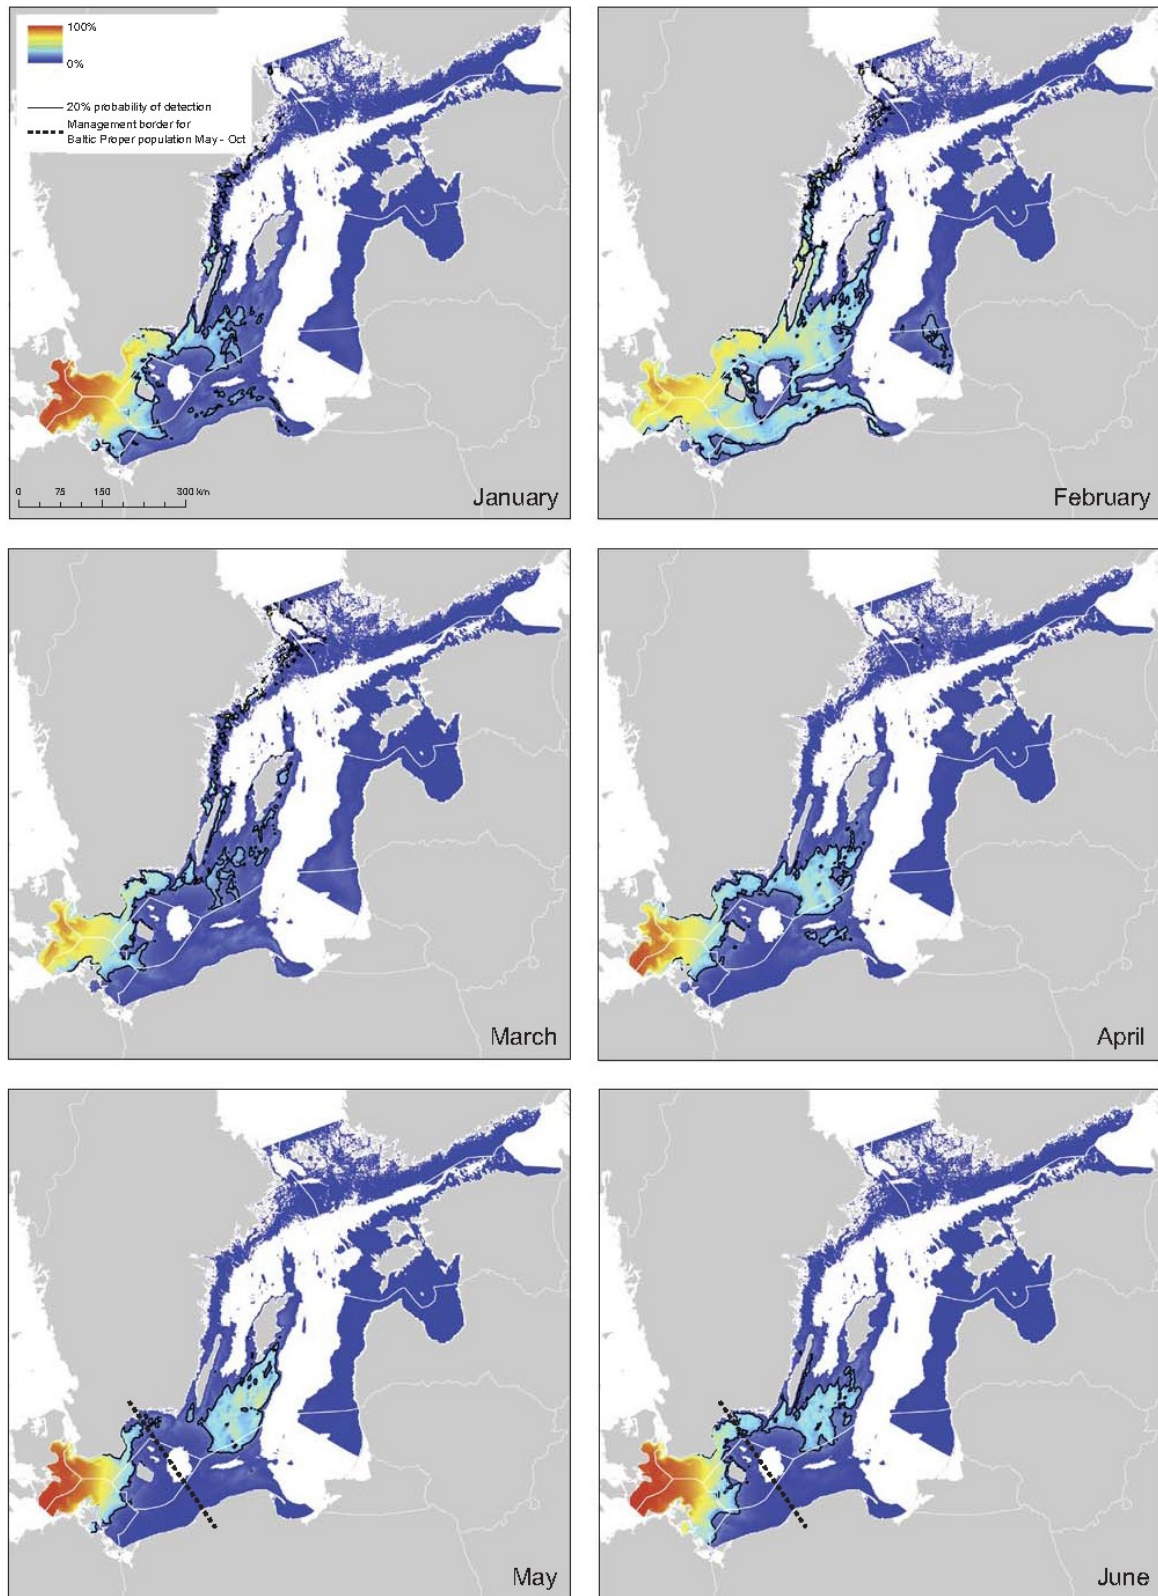 100%
0%
20% probability of detection
Management border for
Baltic Proper population May - Oct
0 75 150 300 km
January
February
March
April
May
June